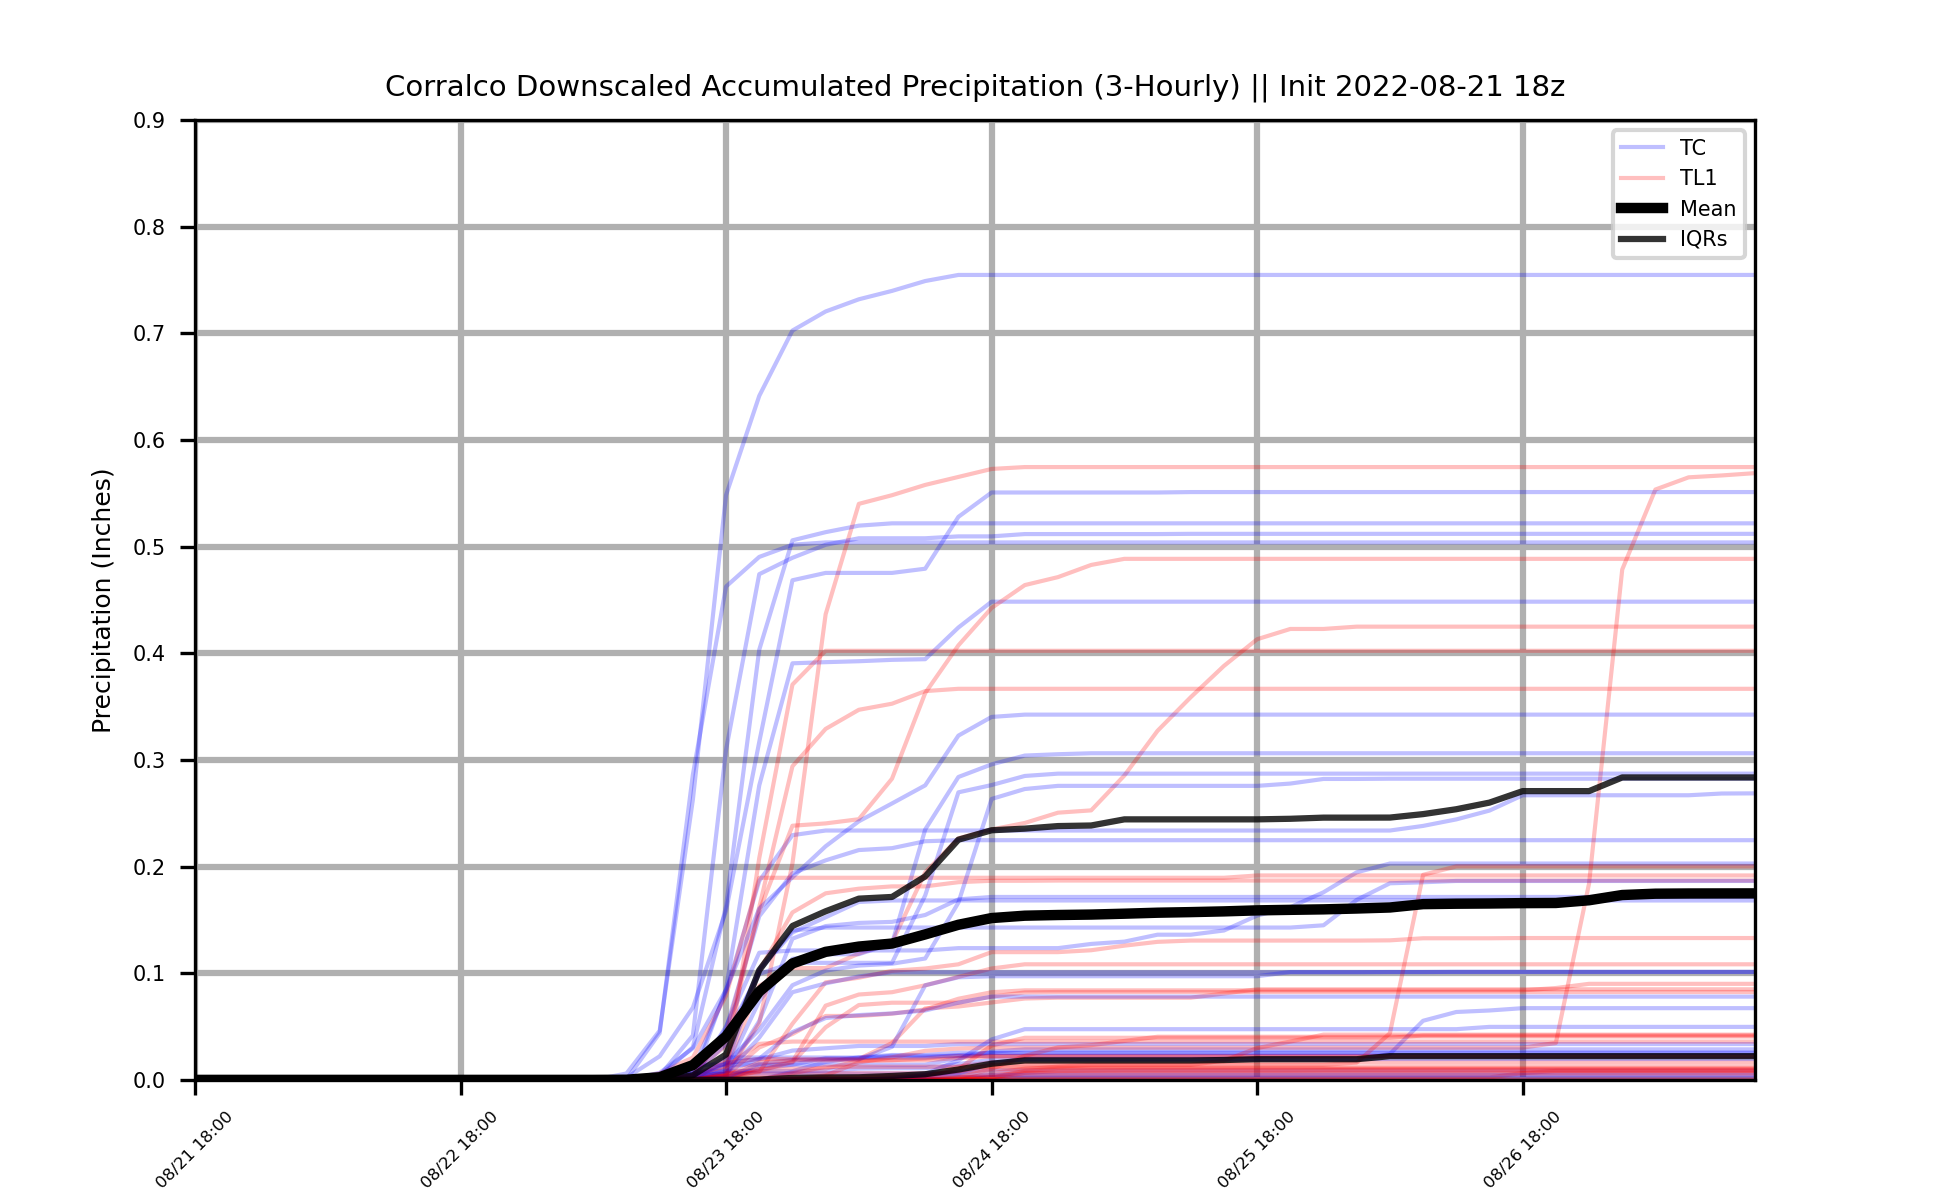 Corralco Downscaled Accumulated Precipitation (3-Hourly) || Init 2022-08-21 18z
TC
TL1
Mean
IQRs
Precipitation (Inches)
0.9
0.8
0.7
0.6
0.5
0.4
0.3
0.2
0.1
0.0
08/21 18:00
08/22 18:00
08/23 18:00
08/24 18:00
08/25 18:00
08/26 18:00